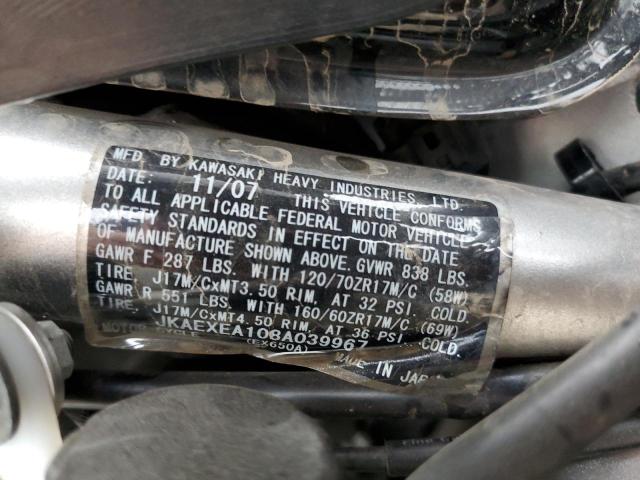 MFD. BY KAWASAKI HEAVY INDUSTRIES, LTD.
DATE: 11/07 THIS VEHICLE CONFORMS
TO ALL APPLICABLE FEDERAL MOTOR VEHICLE
SAFETY STANDARDS IN EFFECT ON THE DATE
OF MANUFACTURE SHOWN ABOVE. GVWR 838 LBS.
GAWR F 287 LBS. WITH 120/70ZR17M/C (58W)
TIRE, J17M/CxMT3.50 RIM, AT 32 PSI. COLD.
GAWR R 551 LBS. WITH 160/60ZR17M/C (69W)
TIRE, J17M/CxMT4.50 RIM, AT 36 PSI. COLD.
JKAEXEA108A039967
MOTORCYCLE (EX650A) MADE IN JAPAN